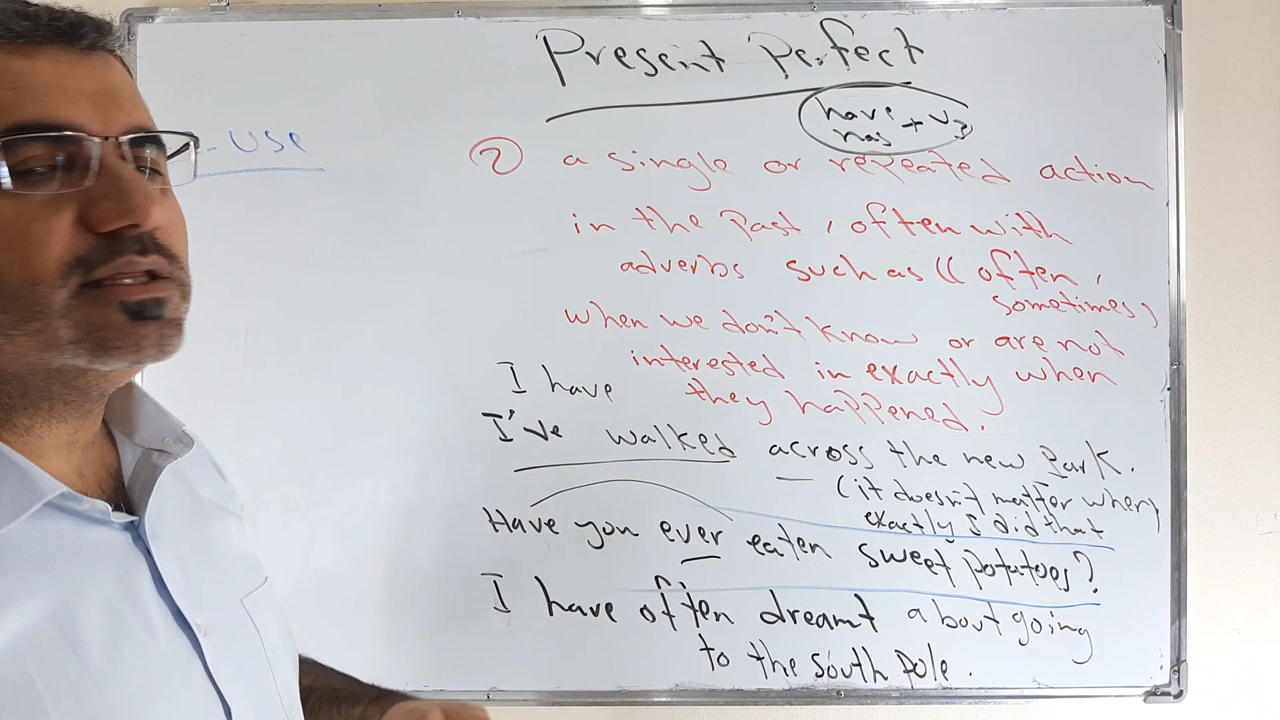 Present Perfect
have
has + V3
- Use
② a single or repeated action
in the past, often with
adverbs such as (( often,
sometimes)
when we don't know or are not
interested in exactly when
they happened.
I have
I've walked across the new Park.
(it doesn't matter when
exactly I did that
Have you ever eaten sweet potatoes?
I have often dreamt about going
to the south pole.